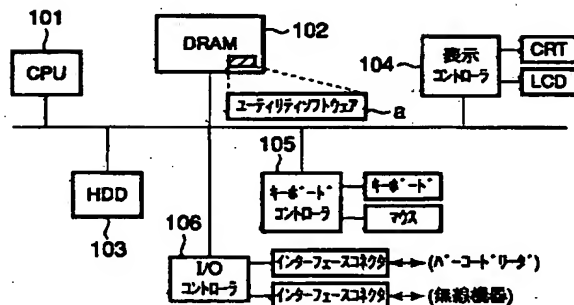 101
CPU
DRAM
102
104
表示
コントローラ
CRT
LCD
ユーティリティソフトウェア
a
HDD
103
105
キーボード
コントローラ
キーボード
マウス
106
I/O
コントローラ
インターフェースコネクタ
(バーコードリーダ)
インターフェースコネクタ
(無線機器)